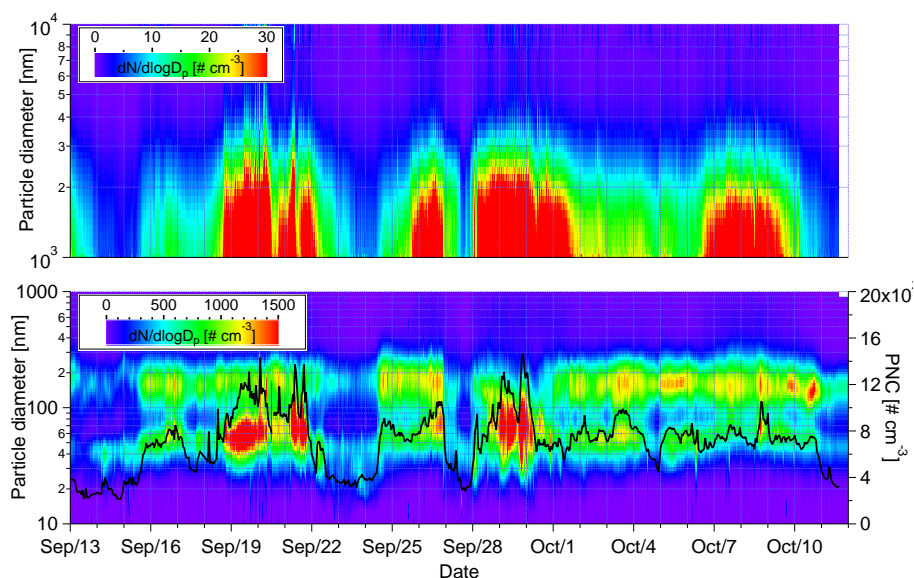 10⁴
8
7
6
5
4
3
2
10³
Particle diameter [nm]
0 10 20 30
dN/dlogDₚ [# cm⁻³]
1000
6
4
2
100
6
4
2
10
Particle diameter [nm]
0 500 1000 1500
dN/dlogDₚ [# cm⁻³]
20x10
16
12
8
4
0
PNC [# cm⁻³]
Sep/13 Sep/16 Sep/19 Sep/22 Sep/25 Sep/28 Oct/1 Oct/4 Oct/7 Oct/10
Date